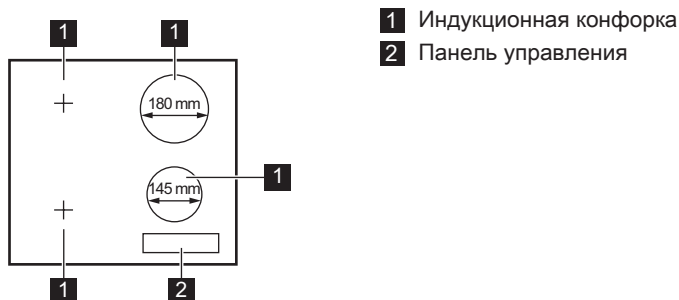 1 Индукционная конфорка
2 Панель управления
1 1
180 mm
145 mm
1
1 2